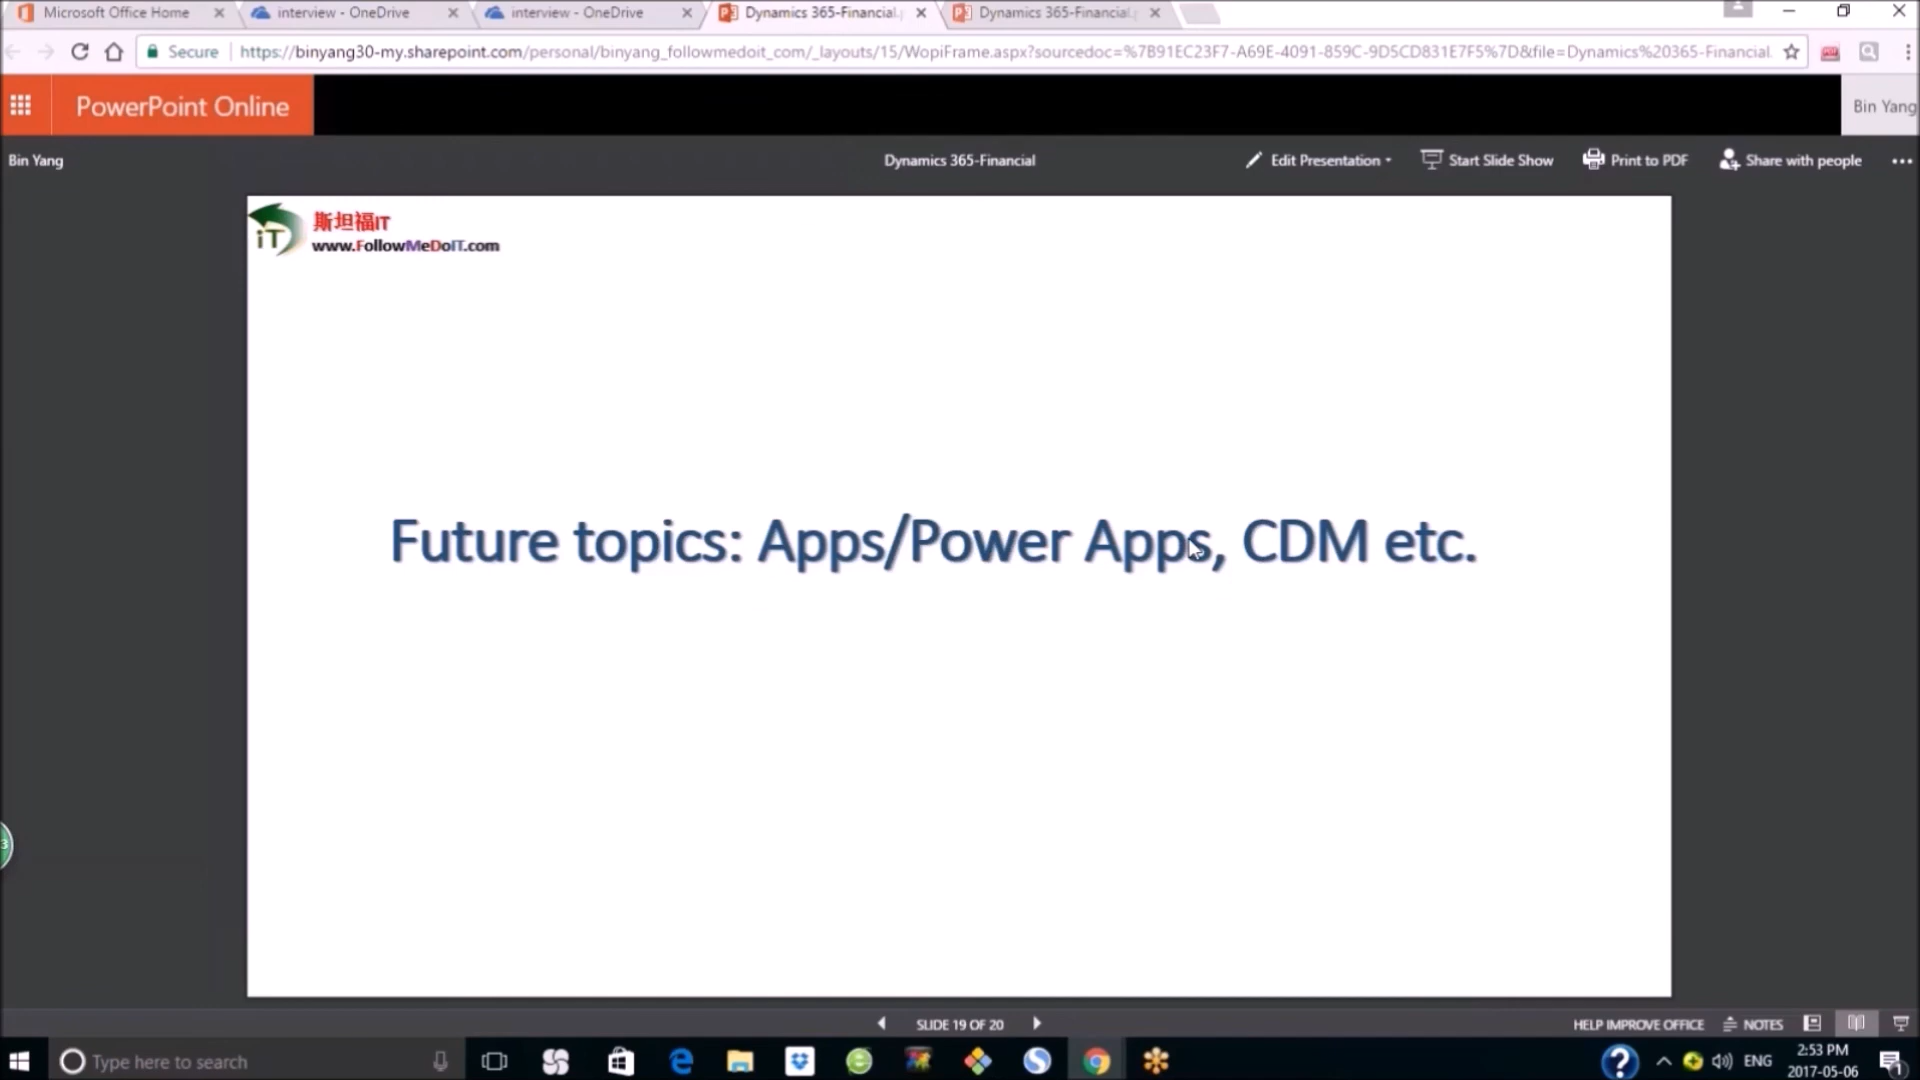 Microsoft Office Home
interview - OneDrive
interview - OneDrive
Dynamics 365-Financial.
Dynamics 365-Financial.
Secure
https://binyang30-my.sharepoint.com/personal/binyang_followmedoit_com/_layouts/15/WopiFrame.aspx?sourcedoc=%7B91EC23F7-A69E-4091-859C-9D5CD831E7F5%7D&file=Dynamics%20365-Financial.
PowerPoint Online
Bin Yang
Bin Yang
Dynamics 365-Financial
Edit Presentation
Start Slide Show
Print to PDF
Share with people
iT
斯坦福IT
www.FollowMeDoIT.com
Future topics: Apps/Power Apps, CDM etc.
SLIDE 19 OF 20
HELP IMPROVE OFFICE
NOTES
Type here to search
ENG
2:53 PM
2017-05-06